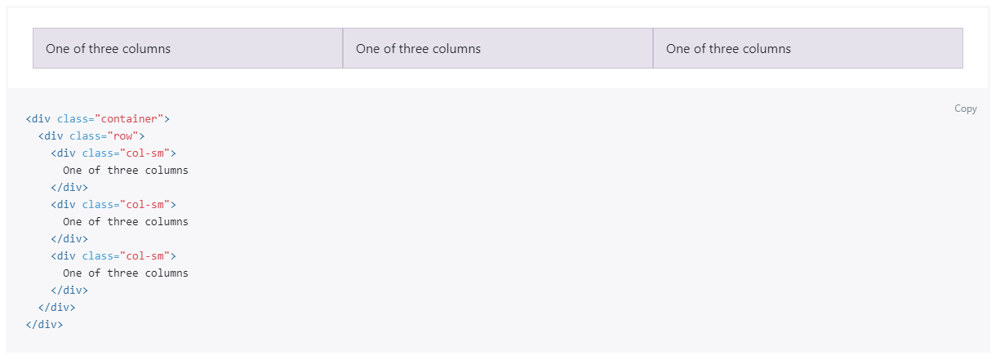 One of three columns One of three columns One of three columns
Copy
<div class="container">
  <div class="row">
    <div class="col-sm">
      One of three columns
    </div>
    <div class="col-sm">
      One of three columns
    </div>
    <div class="col-sm">
      One of three columns
    </div>
  </div>
</div>